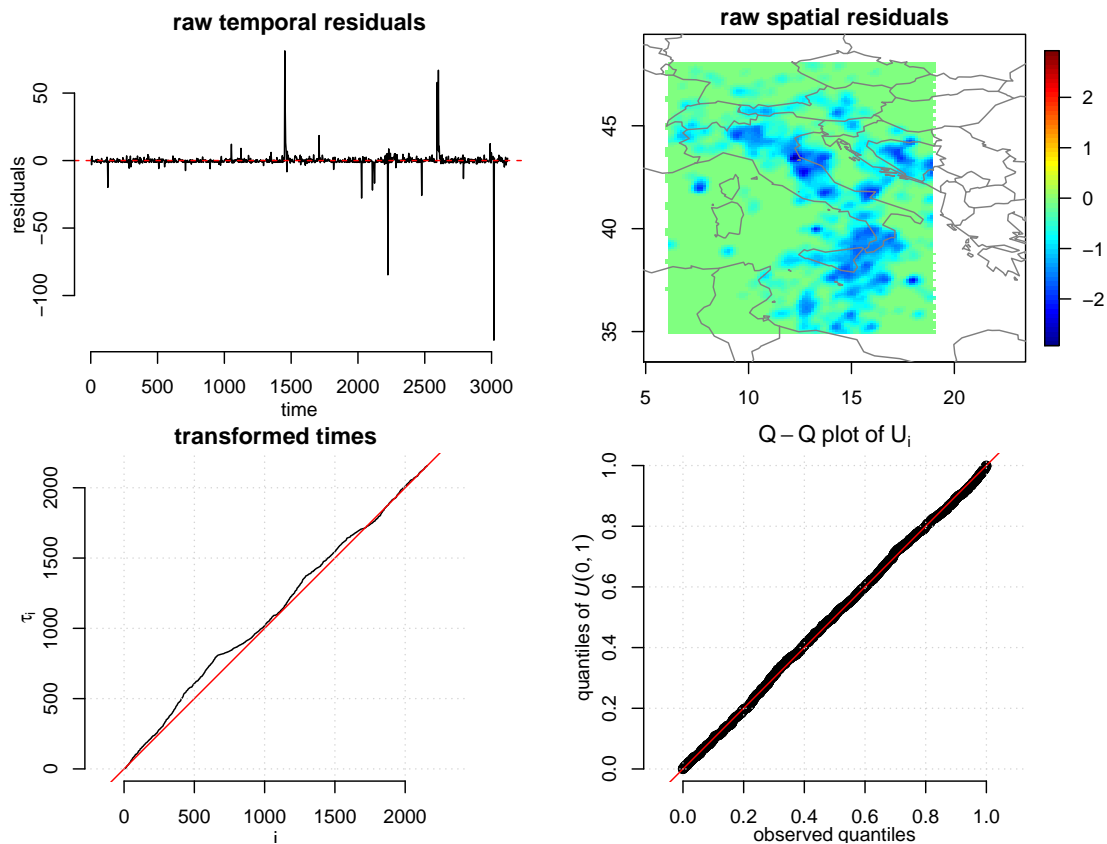 raw temporal residuals
residuals
50
0
−50
−100
0 500 1000 1500 2000 2500 3000
time
raw spatial residuals
45
40
35
5 10 15 20
2
1
0
−1
−2
transformed times
τi
2000
1500
1000
500
0
0 500 1000 1500 2000
i
Q − Q plot of Ui
quantiles of U(0, 1)
1.0
0.8
0.6
0.4
0.2
0.0
0.0 0.2 0.4 0.6 0.8 1.0
observed quantiles